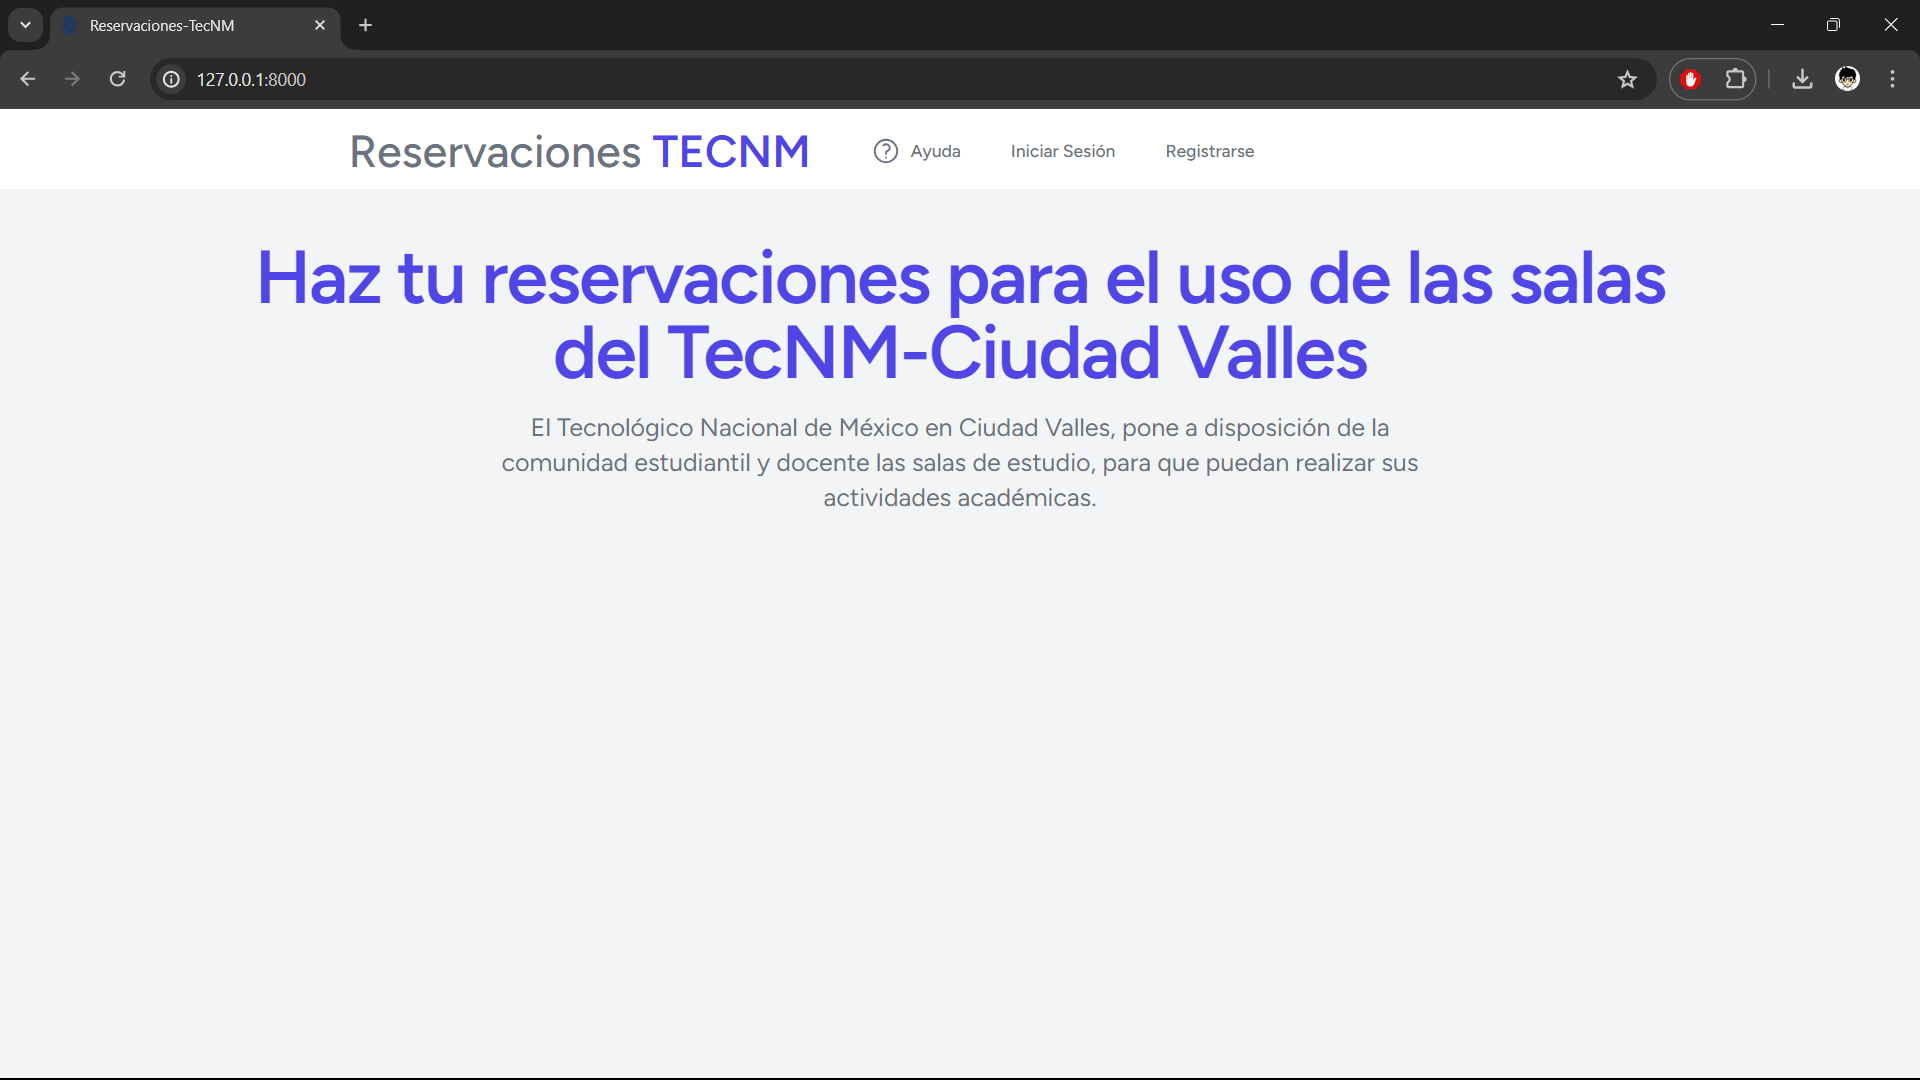 Reservaciones-TecNM
127.0.0.1:8000
Reservaciones TECNM
? Ayuda
Iniciar Sesión
Registrarse
Haz tu reservaciones para el uso de las salas
del TecNM-Ciudad Valles
El Tecnológico Nacional de México en Ciudad Valles, pone a disposición de la
comunidad estudiantil y docente las salas de estudio, para que puedan realizar sus
actividades académicas.